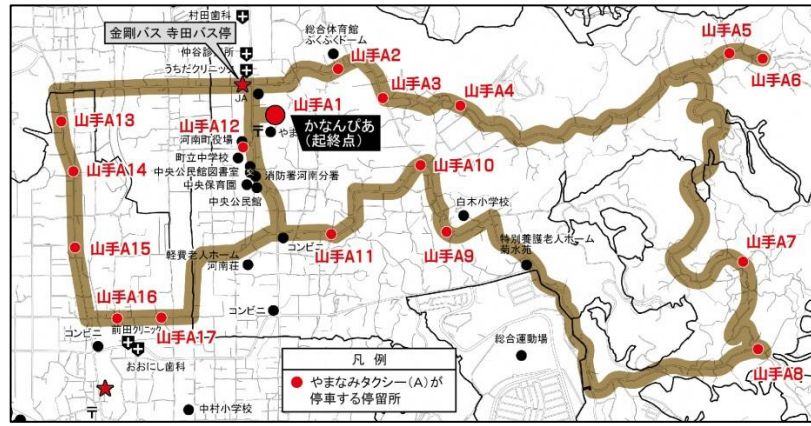 村田歯科
金剛バス 寺田バス停
仲谷診 所
うちだクリニック
総合体育館
ふくふくドーム
山手A2
山手A5
山手A6
山手A3
山手A4
JA
山手A1
かなんぴあ
(起終点)
〒
やま
山手A13
山手A12
河南町役場
町立中学校
中央公民館図書室
消防署河南分署
中央保育園
中央公民館
山手A14
山手A10
白木小学校
山手A15
軽費老人ホーム
河南荘
コンビニ
山手A11
山手A9
特別養護老人ホーム
菊水苑
山手A7
山手A16
コンビニ
前田クリニック
山手A17
コンビニ
おおにし歯科
総合運動場
山手A8
〒
中村小学校
凡 例
やまなみタクシー(A)が
停車する停留所